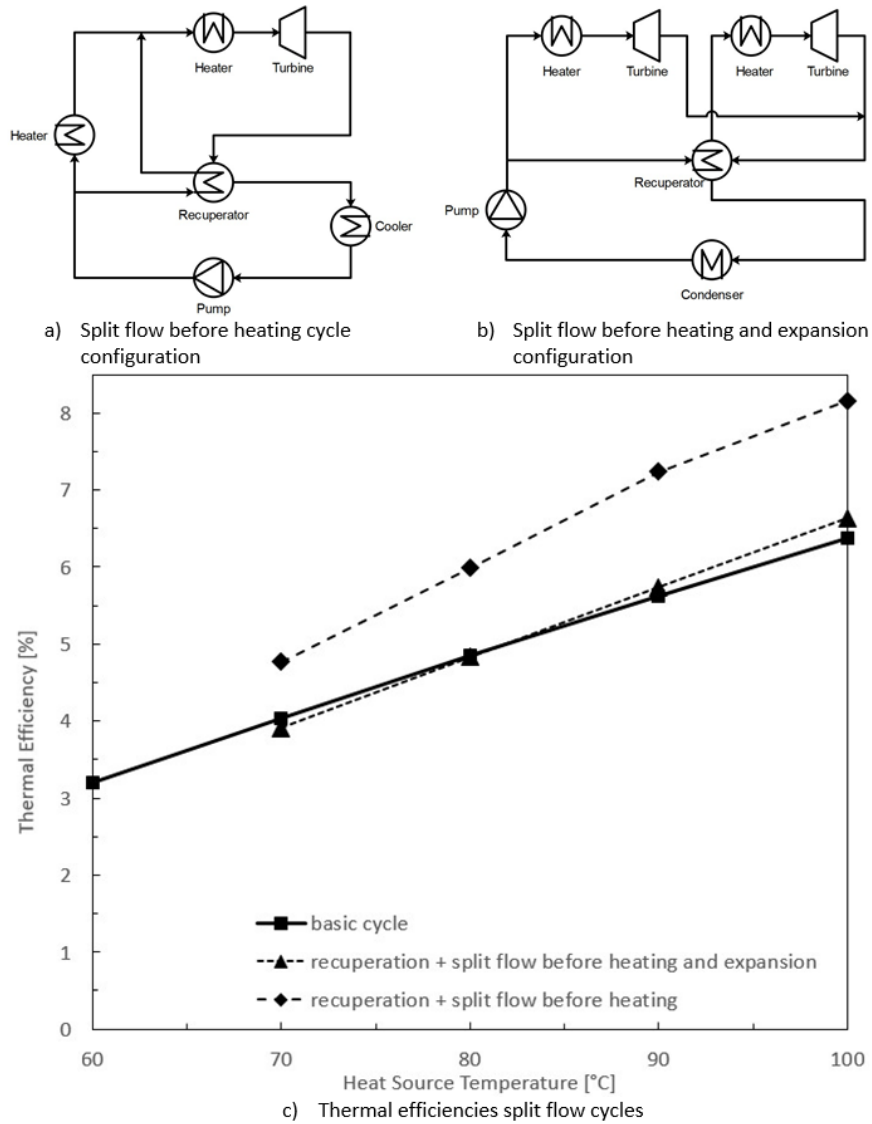 Heater
Turbine
Heater
Recuperator
Cooler
Pump
a) Split flow before heating cycle
configuration
Heater
Turbine
Heater
Turbine
Recuperator
Pump
Condenser
b) Split flow before heating and expansion
configuration
Thermal Efficiency [%]
8
7
6
5
4
3
2
1
0
basic cycle
recuperation + split flow before heating and expansion
recuperation + split flow before heating
60
70
80
90
100
Heat Source Temperature [°C]
c) Thermal efficiencies split flow cycles